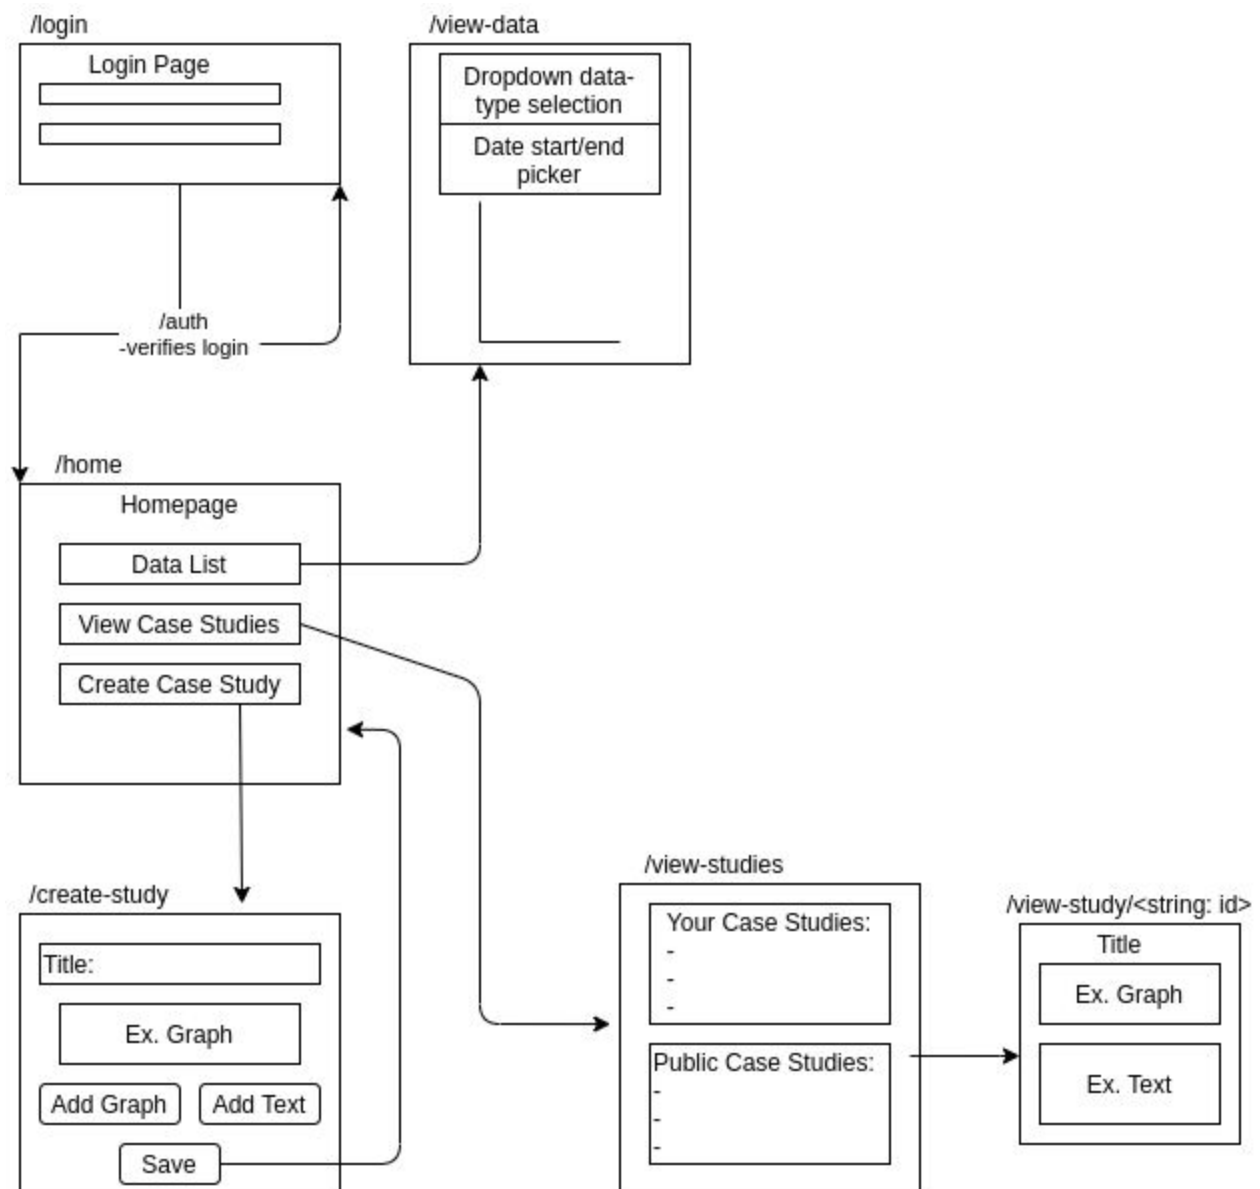 /login
Login Page
/auth
-verifies login
/view-data
Dropdown data-
type selection
Date start/end
picker
/home
Homepage
Data List
View Case Studies
Create Case Study
/create-study
Title:
Ex. Graph
Add Graph
Add Text
Save
/view-studies
Your Case Studies:
-
-
-
Public Case Studies:
-
-
-
/view-study/<string: id>
Title
Ex. Graph
Ex. Text